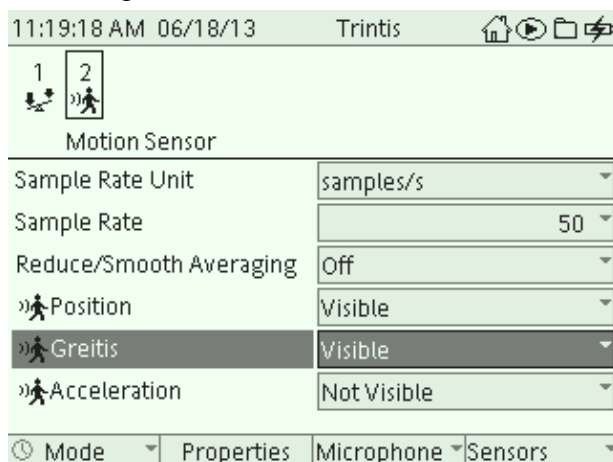 11:19:18 AM 06/18/13 Trintis
1 2
Motion Sensor
Sample Rate Unit samples/s
Sample Rate 50
Reduce/Smooth Averaging Off
Position Visible
Greitis Visible
Acceleration Not Visible
Mode Properties Microphone Sensors